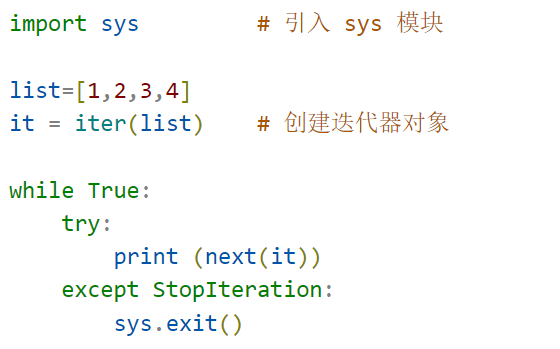 import sys         # 引入 sys 模块
list=[1,2,3,4]
it = iter(list)    # 创建迭代器对象
while True:
    try:
        print (next(it))
    except StopIteration:
        sys.exit()